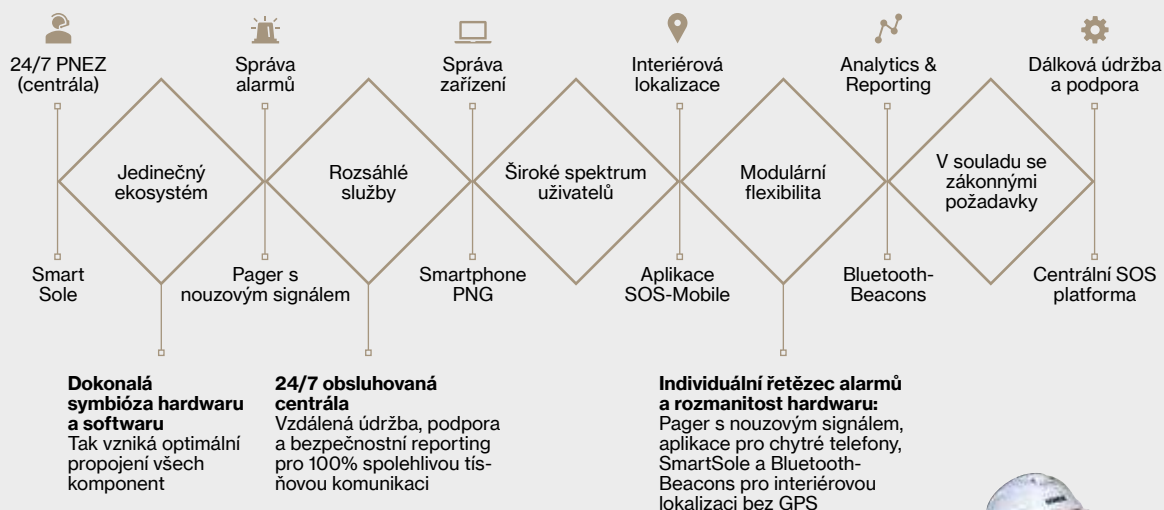 24/7 PNEZ
(centrála)
Správa
alarmů
Správa
zařízení
Interiérová
lokalizace
Analytics &
Reporting
Dálková údržba
a podpora
Jedinečný
ekosystém
Rozsáhlé
služby
Široké spektrum
uživatelů
Modulární
flexibilita
V souladu se
zákonnými
požadavky
Smart
Sole
Pager s
nouzovým signálem
Smartphone
PNG
Aplikace
SOS-Mobile
Bluetooth-
Beacons
Centrální SOS
platforma
Dokonalá
symbióza hardwaru
a softwaru
Tak vzniká optimální
propojení všech
komponent
24/7 obsluhovaná
centrála
Vzdálená údržba, podpora
a bezpečnostní reporting
pro 100% spolehlivou tís-
ňovou komunikaci
Individuální řetězec alarmů
a rozmanitost hardwaru:
Pager s nouzovým signálem,
aplikace pro chytré telefony,
SmartSole a Bluetooth-
Beacons pro interiérovou
lokalizaci bez GPS